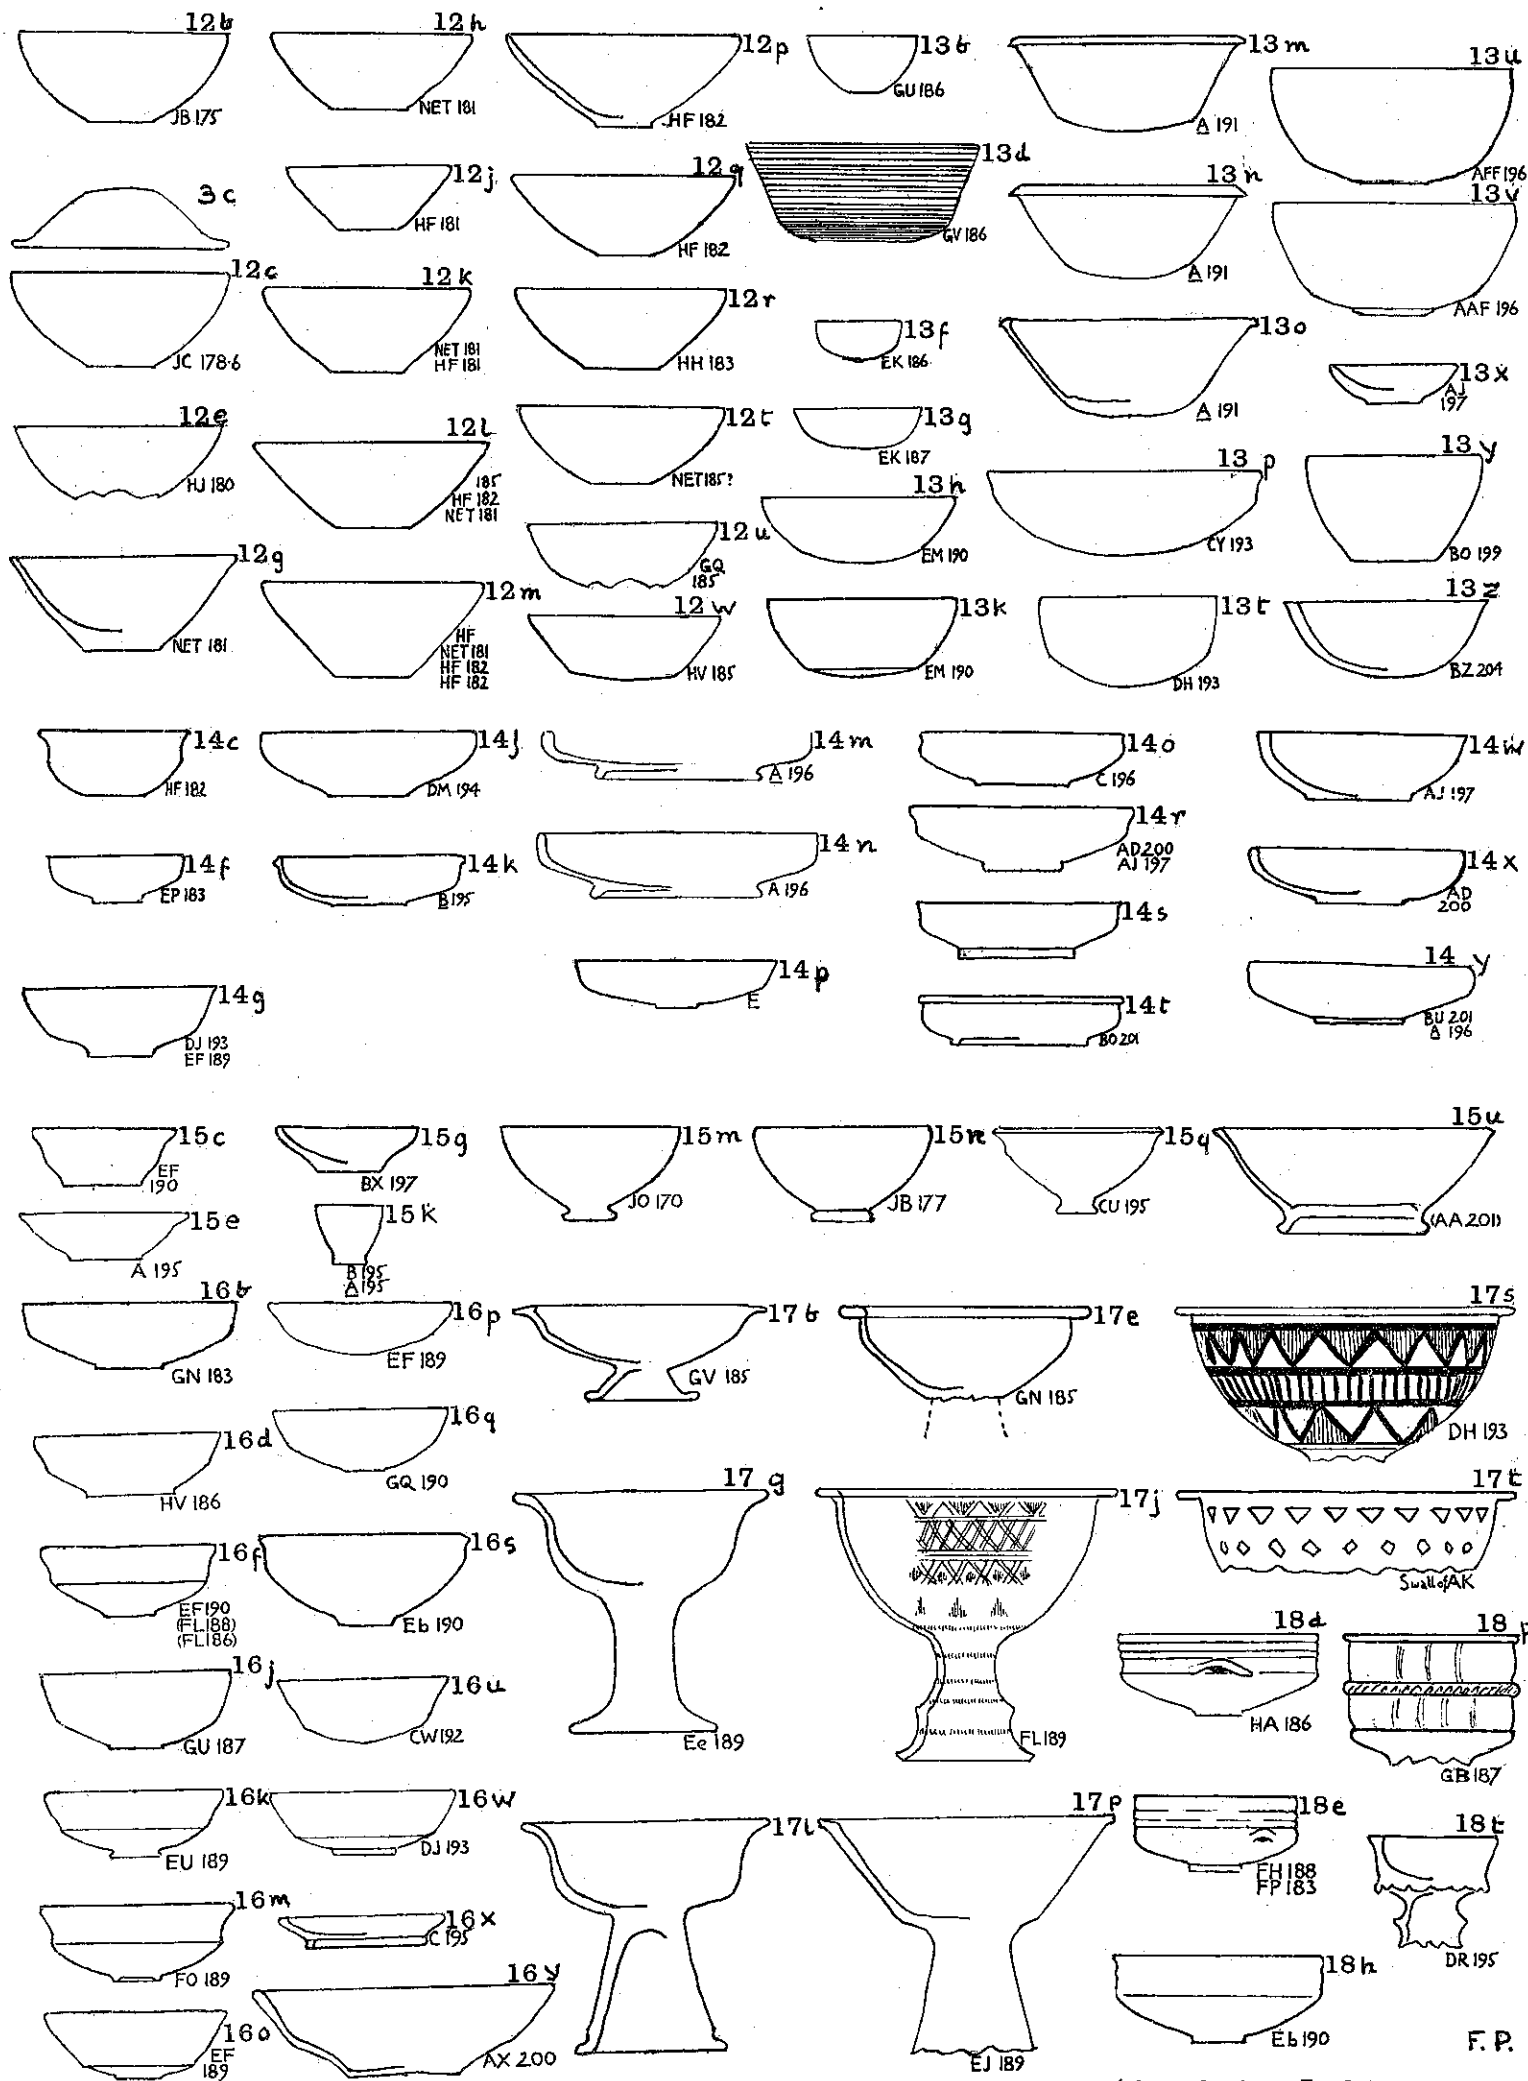 12b
JB 175
12h
NET 181
12p
HF 182
13b
GU 186
13m
A 191
13u
AFF 196
3c
12j
HF 181
12q
HF 182
13d
GV 186
13n
A 191
13v
AAF 196
12c
JC 178·6
12k
NET 181
HF 181
12r
HH 183
13f
EK 186
13o
A 191
13x
AJ
197
12e
HJ 180
12l
185
HF 182
NET 181
12t
NET 185?
13g
EK 187
13p
CY 193
13y
BO 199
12g
NET 181
12m
HF
NET 181
HF 182
HF 182
12u
GQ
185
12w
HV 185
13h
EM 190
13k
EM 190
13t
DH 193
13z
BZ 204
14c
HF 182
14j
DM 194
14m
A 196
14o
C 196
14w
AJ 197
14f
EP 183
14k
B 195
14n
A 196
14r
AD 200
AJ 197
14x
AD
200
14s
14g
DJ 193
EF 189
14p
E
14t
BO 201
14y
BU 201
A 196
15c
EF
190
15g
BX 197
15m
JO 170
15n
JB 177
15q
CU 195
15u
(AA 201)
15e
A 195
15k
B 195
A 195
16b
GN 183
16p
EF 189
17b
GV 185
17e
GN 185
17s
DH 193
16d
HV 186
16q
GQ 190
17g
Ee 189
17j
FL 189
17t
Swall of AK
16f
EF 190
(FL 188)
(FL 186)
16s
Eb 190
18d
HA 186
18p
GB 187
16j
GU 187
16u
CW 192
16k
EU 189
16w
DJ 193
17l
17p
EJ 189
18e
FH 188
FP 183
18t
DR 195
16m
FO 189
16x
C 195
18h
Eb 190
16o
EF
189
16y
AX 200
F.P.